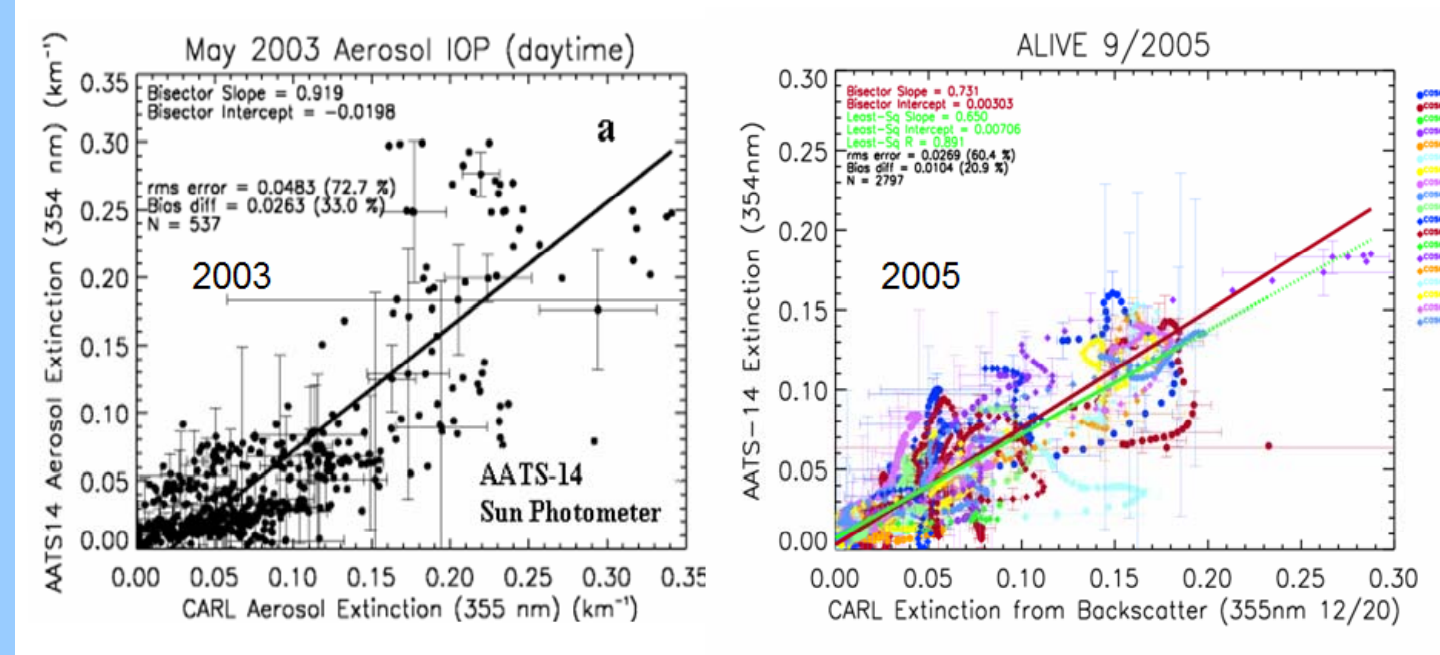 May 2003 Aerosol IOP (daytime)
Bisector Slope = 0.919
Bisector Intercept = -0.0198
a
rms error = 0.0483 (72.7 %)
Bias diff = 0.0263 (33.0 %)
N = 537
2003
AATS-14
Sun Photometer
AATS14 Aerosol Extinction (354 nm) (km⁻¹)
0.35
0.30
0.25
0.20
0.15
0.10
0.05
0.00
0.00 0.05 0.10 0.15 0.20 0.25 0.30 0.35
CARL Aerosol Extinction (355 nm) (km⁻¹)
ALIVE 9/2005
Bisector Slope = 0.731
Bisector Intercept = 0.00303
Least-Sq Slope = 0.650
Least-Sq Intercept = 0.00706
Least-Sq R = 0.891
rms error = 0.0269 (60.4 %)
Bias diff = 0.0104 (20.9 %)
N = 2797
2005
AATS-14 Extinction (354nm)
0.30
0.25
0.20
0.15
0.10
0.05
0.00
0.00 0.05 0.10 0.15 0.20 0.25 0.30
CARL Extinction from Backscatter (355nm 12/20)